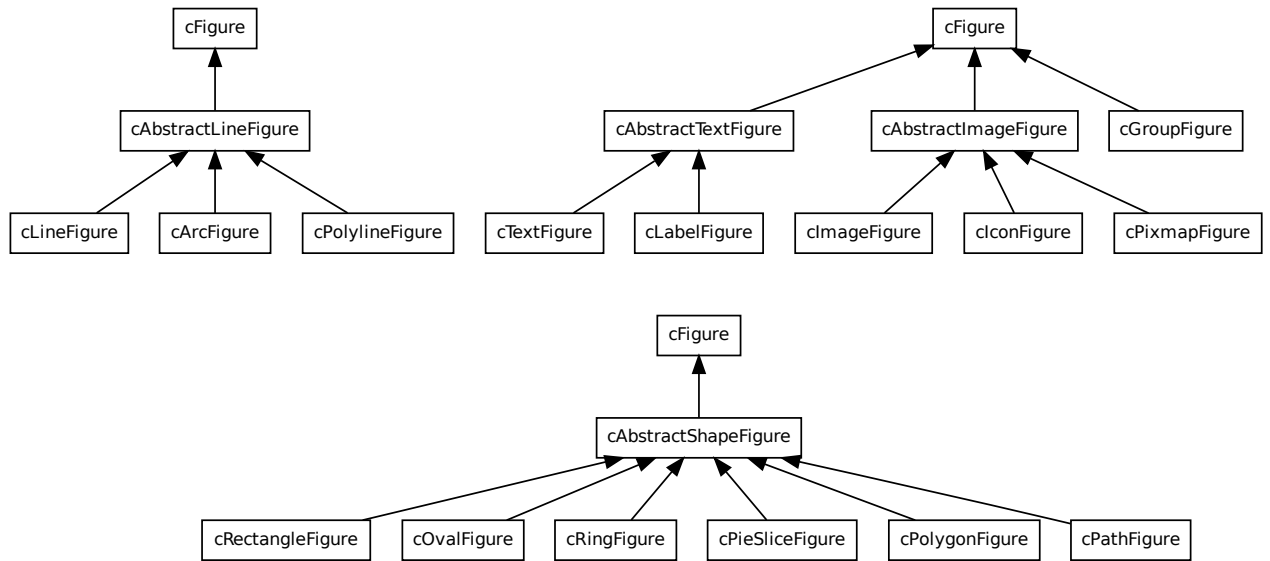 cFigure
cFigure
cAbstractLineFigure
cAbstractTextFigure
cAbstractImageFigure
cGroupFigure
cLineFigure
cArcFigure
cPolylineFigure
cTextFigure
cLabelFigure
cImageFigure
cIconFigure
cPixmapFigure
cFigure
cAbstractShapeFigure
cRectangleFigure
cOvalFigure
cRingFigure
cPieSliceFigure
cPolygonFigure
cPathFigure